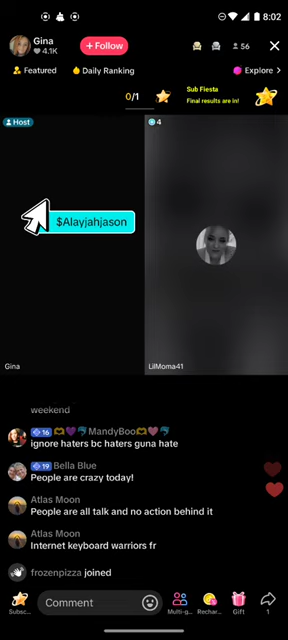 8:02
Gina
4.1K
+ Follow
56
Featured
Daily Ranking
Explore >
0/1
Sub Fiesta
Final results are in!
Host
4
$Alayjahjason
Gina
LilMoma41
weekend
16 MandyBoo
ignore haters bc haters guna hate
19 Bella Blue
People are crazy today!
Atlas Moon
People are all talk and no action behind it
Atlas Moon
Internet keyboard warriors fr
frozenpizza joined
Subsc...
Comment
Multi-g...
Rechar...
Gift
1